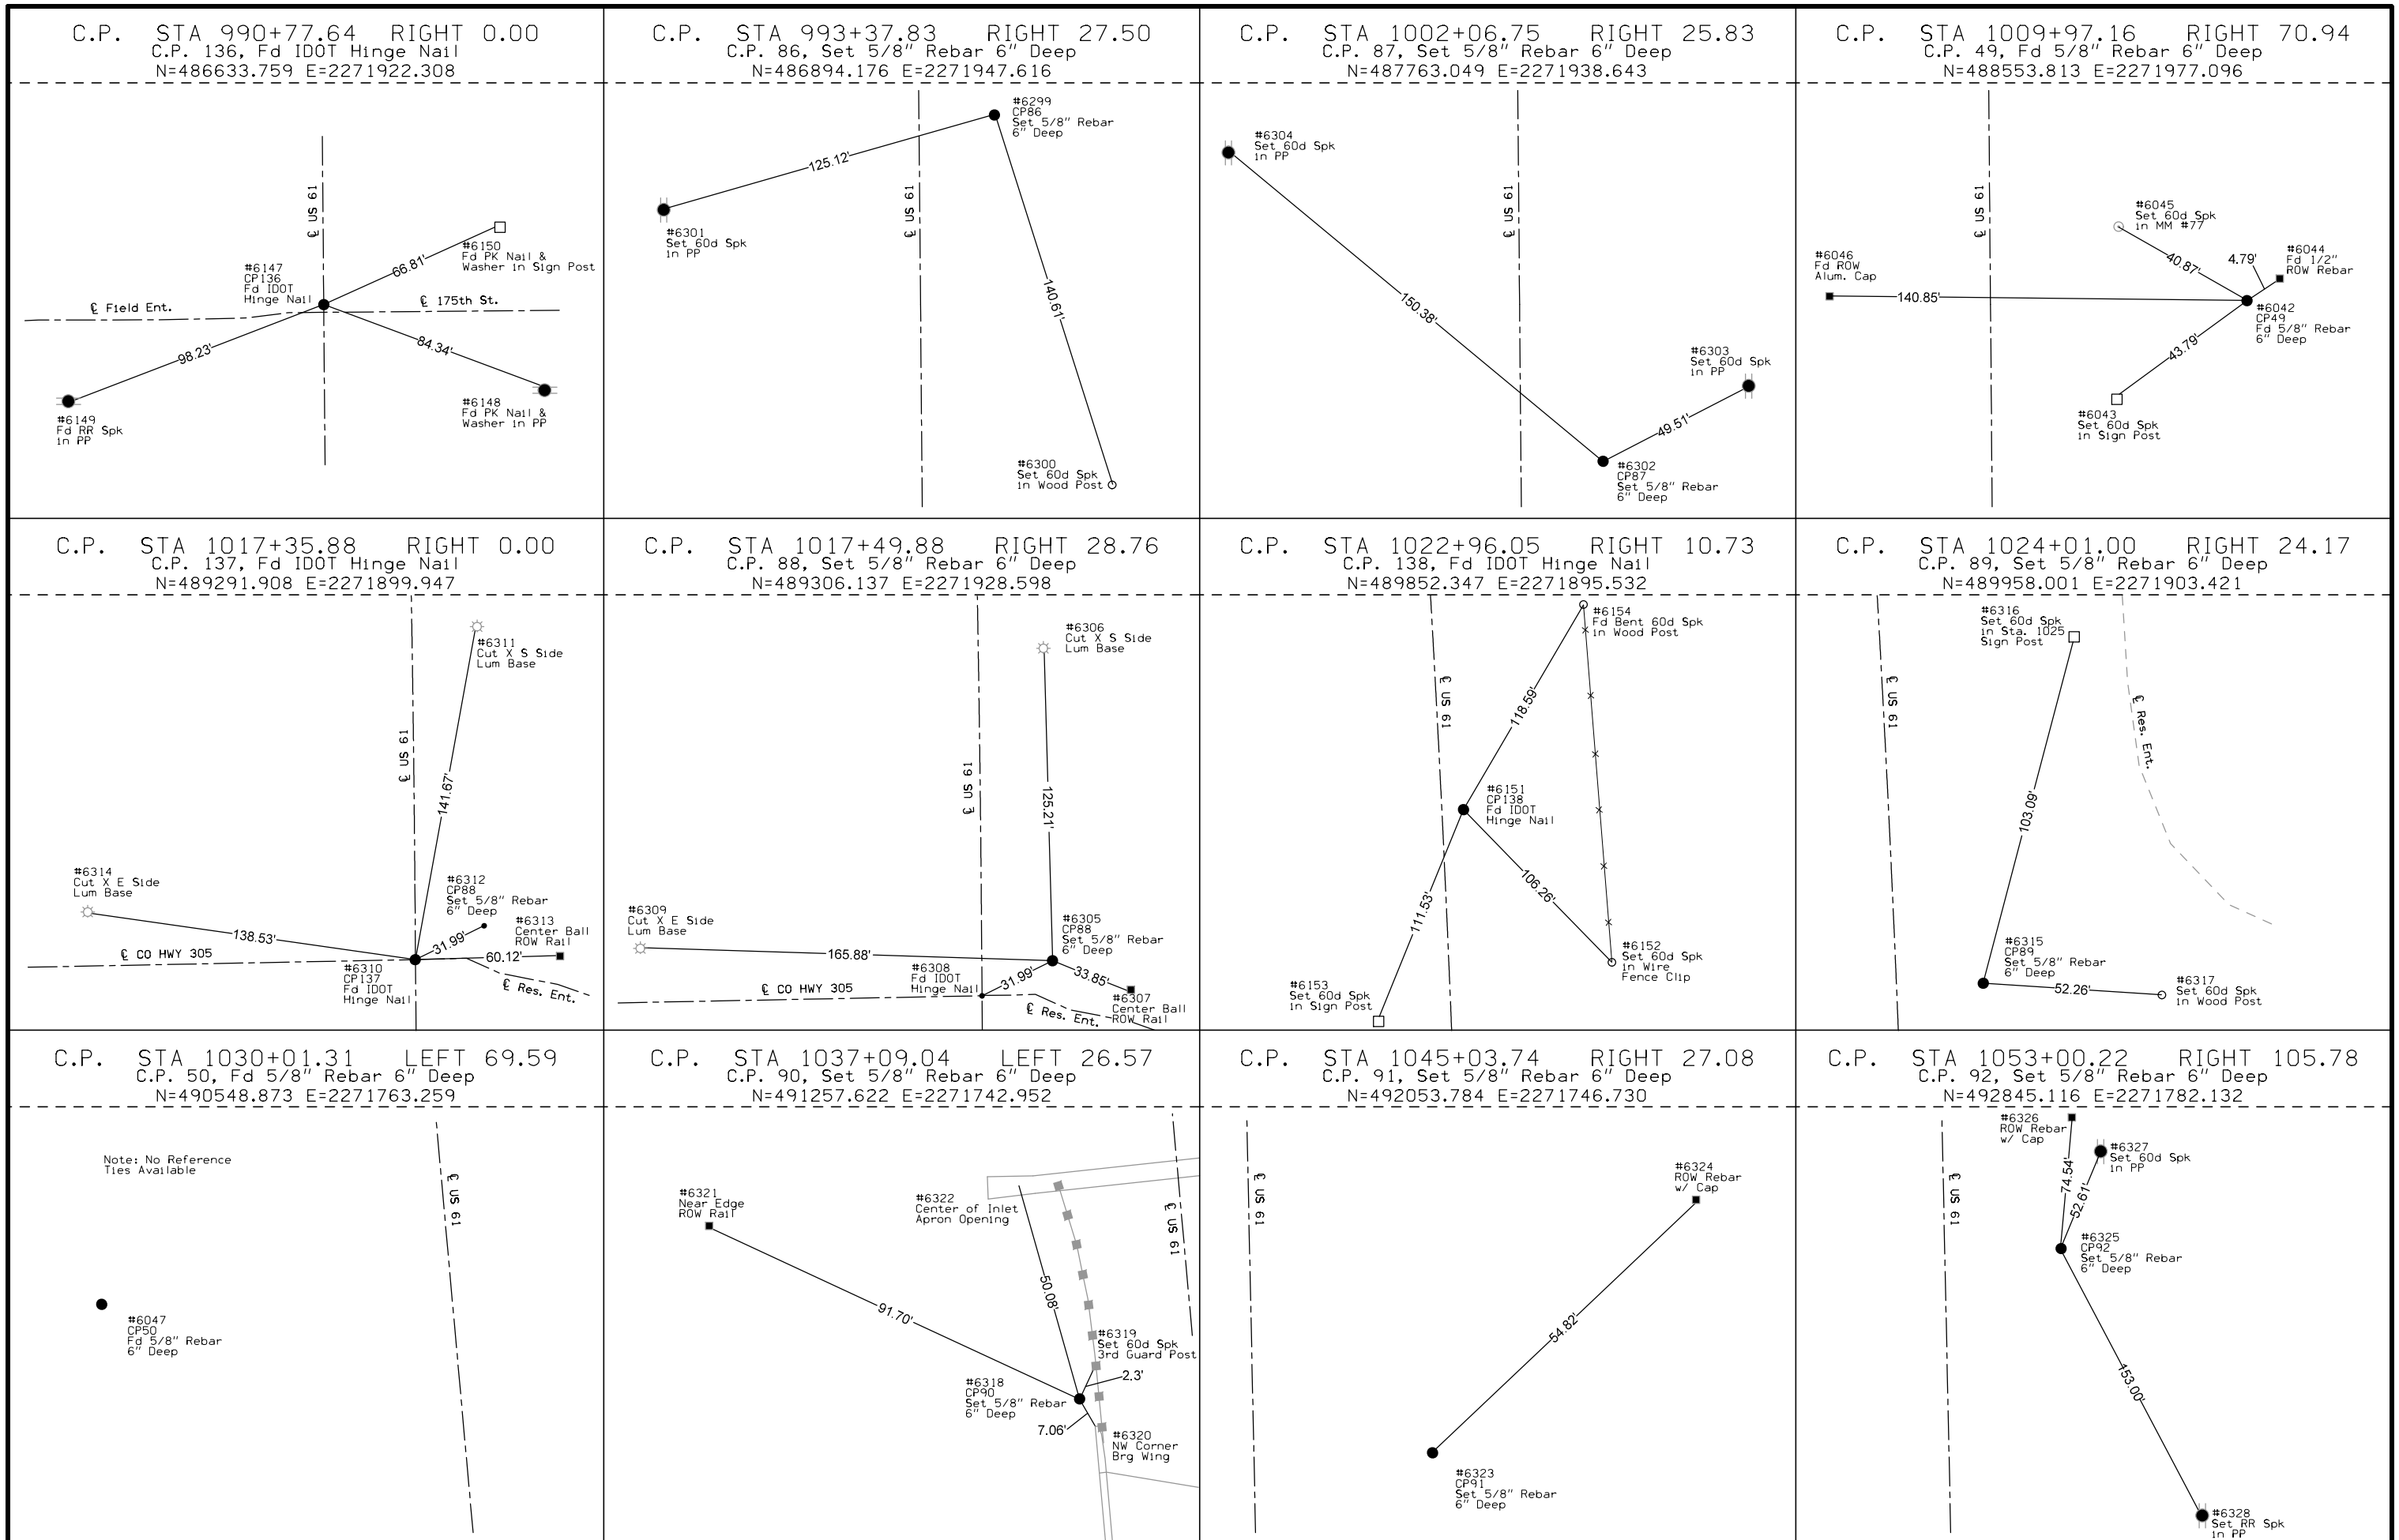 C.P. STA 990+77.64 RIGHT 0.00
C.P. 136, Fd IDOT Hinge Nail
N=486633.759 E=2271922.308
℄ US 61
#6150
Fd PK Nail &
Washer in Sign Post
66.81'
#6147
CP136
Fd IDOT
Hinge Nail
℄ Field Ent.
℄ 175th St.
98.23'
84.34'
#6149
Fd RR Spk
in PP
#6148
Fd PK Nail &
Washer in PP
C.P. STA 993+37.83 RIGHT 27.50
C.P. 86, Set 5/8" Rebar 6" Deep
N=486894.176 E=2271947.616
#6299
CP86
Set 5/8" Rebar
6" Deep
125.12'
℄ US 61
#6301
Set 60d Spk
in PP
140.61'
#6300
Set 60d Spk
in Wood Post
C.P. STA 1002+06.75 RIGHT 25.83
C.P. 87, Set 5/8" Rebar 6" Deep
N=487763.049 E=2271938.643
#6304
Set 60d Spk
in PP
℄ US 61
150.38'
#6303
Set 60d Spk
in PP
49.51'
#6302
CP87
Set 5/8" Rebar
6" Deep
C.P. STA 1009+97.16 RIGHT 70.94
C.P. 49, Fd 5/8" Rebar 6" Deep
N=488553.813 E=2271977.096
℄ US 61
#6045
Set 60d Spk
in MM #77
#6046
Fd ROW
Alum. Cap
40.87'
4.79'
#6044
Fd 1/2"
ROW Rebar
140.85'
#6042
CP49
Fd 5/8" Rebar
6" Deep
43.79'
#6043
Set 60d Spk
in Sign Post
C.P. STA 1017+35.88 RIGHT 0.00
C.P. 137, Fd IDOT Hinge Nail
N=489291.908 E=2271899.947
#6311
Cut X S Side
Lum Base
℄ US 61
141.67'
#6314
Cut X E Side
Lum Base
#6312
CP88
Set 5/8" Rebar
6" Deep
#6313
Center Ball
ROW Rail
138.53'
31.99'
60.12'
℄ CO HWY 305
#6310
CP137
Fd IDOT
Hinge Nail
℄ Res. Ent.
C.P. STA 1017+49.88 RIGHT 28.76
C.P. 88, Set 5/8" Rebar 6" Deep
N=489306.137 E=2271928.598
#6306
Cut X S Side
Lum Base
℄ US 61
125.21'
#6309
Cut X E Side
Lum Base
#6305
CP88
Set 5/8" Rebar
6" Deep
165.88'
#6308
Fd IDOT
Hinge Nail
31.99'
33.85'
℄ CO HWY 305
#6307
Center Ball
ROW Rail
℄ Res. Ent.
C.P. STA 1022+96.05 RIGHT 10.73
C.P. 138, Fd IDOT Hinge Nail
N=489852.347 E=2271895.532
#6154
Fd Bent 60d Spk
in Wood Post
℄ US 61
118.59'
#6151
CP138
Fd IDOT
Hinge Nail
111.53'
106.26'
#6152
Set 60d Spk
in Wire
Fence Clip
#6153
Set 60d Spk
in Sign Post
C.P. STA 1024+01.00 RIGHT 24.17
C.P. 89, Set 5/8" Rebar 6" Deep
N=489958.001 E=2271903.421
#6316
Set 60d Spk
in Sta. 1025
Sign Post
℄ US 61
℄ Res. Ent.
103.09'
#6315
CP89
Set 5/8" Rebar
6" Deep
52.26'
#6317
Set 60d Spk
in Wood Post
C.P. STA 1030+01.31 LEFT 69.59
C.P. 50, Fd 5/8" Rebar 6" Deep
N=490548.873 E=2271763.259
Note: No Reference
Ties Available
℄ US 61
#6047
CP50
Fd 5/8" Rebar
6" Deep
C.P. STA 1037+09.04 LEFT 26.57
C.P. 90, Set 5/8" Rebar 6" Deep
N=491257.622 E=2271742.952
#6321
Near Edge
ROW Rail
#6322
Center of Inlet
Apron Opening
℄ US 61
50.08'
91.70'
#6319
Set 60d Spk
3rd Guard Post
2.3'
#6318
CP90
Set 5/8" Rebar
6" Deep
7.06'
#6320
NW Corner
Brg Wing
C.P. STA 1045+03.74 RIGHT 27.08
C.P. 91, Set 5/8" Rebar 6" Deep
N=492053.784 E=2271746.730
℄ US 61
#6324
ROW Rebar
w/ Cap
54.82'
#6323
CP91
Set 5/8" Rebar
6" Deep
C.P. STA 1053+00.22 RIGHT 105.78
C.P. 92, Set 5/8" Rebar 6" Deep
N=492845.116 E=2271782.132
#6326
ROW Rebar
w/ Cap
#6327
Set 60d Spk
in PP
℄ US 61
74.54'
52.61'
#6325
CP92
Set 5/8" Rebar
6" Deep
153.00'
#6328
Set RR Spk
in PP